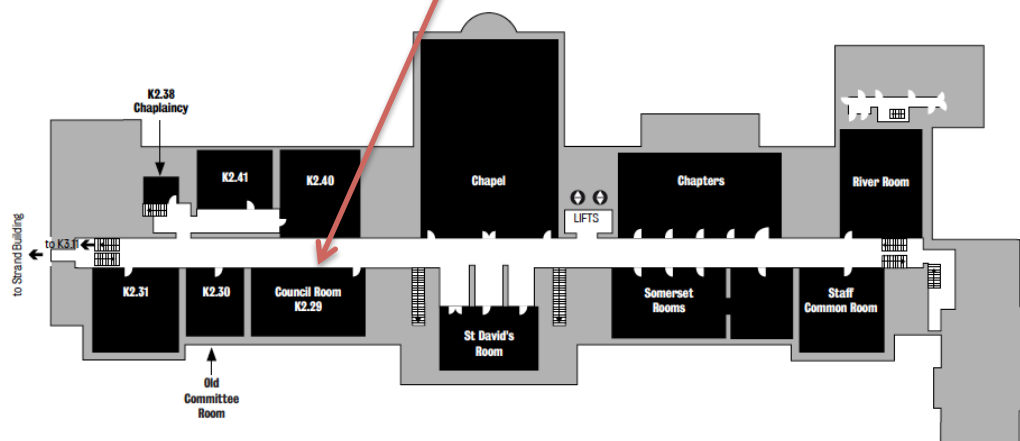 K2.38
Chaplaincy
K2.41
K2.40
Chapel
Chapters
River Room
LIFTS
to Strand Building
to K3.11
K2.31
K2.30
Council Room
K2.29
St David's
Room
Somerset
Rooms
Staff
Common Room
Old
Committee
Room